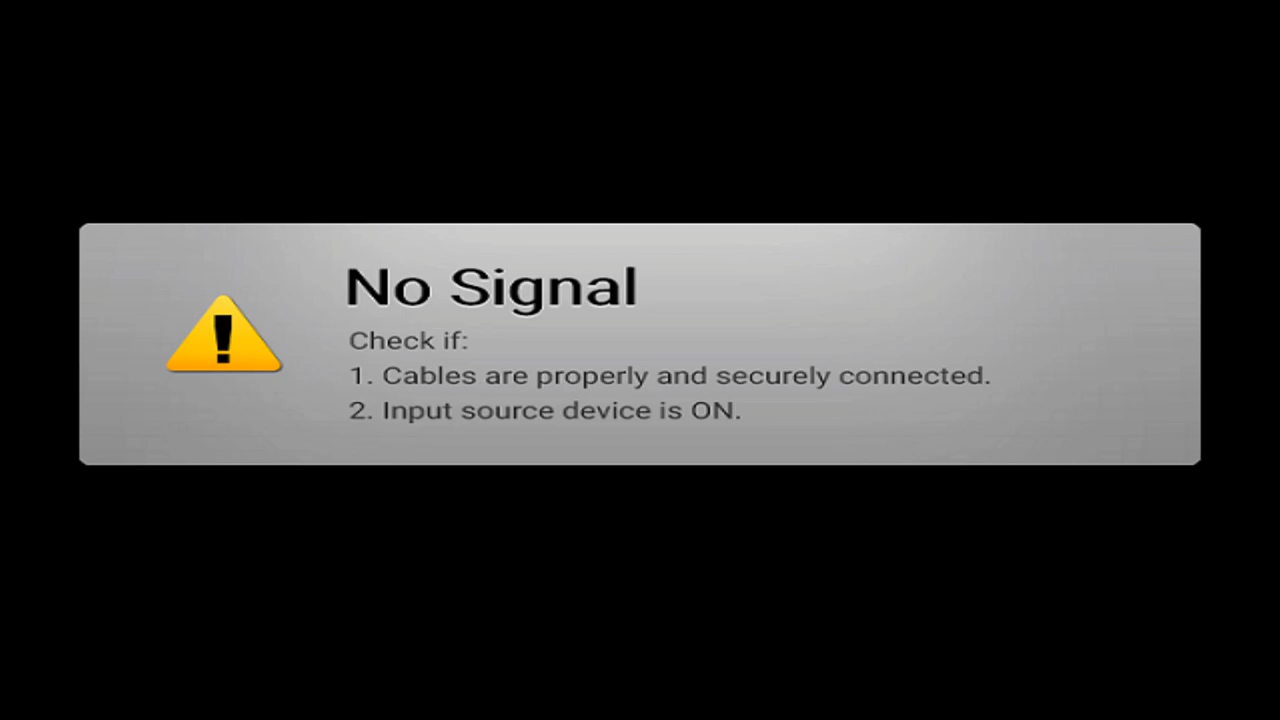 No Signal
Check if:
1. Cables are properly and securely connected.
2. Input source device is ON.